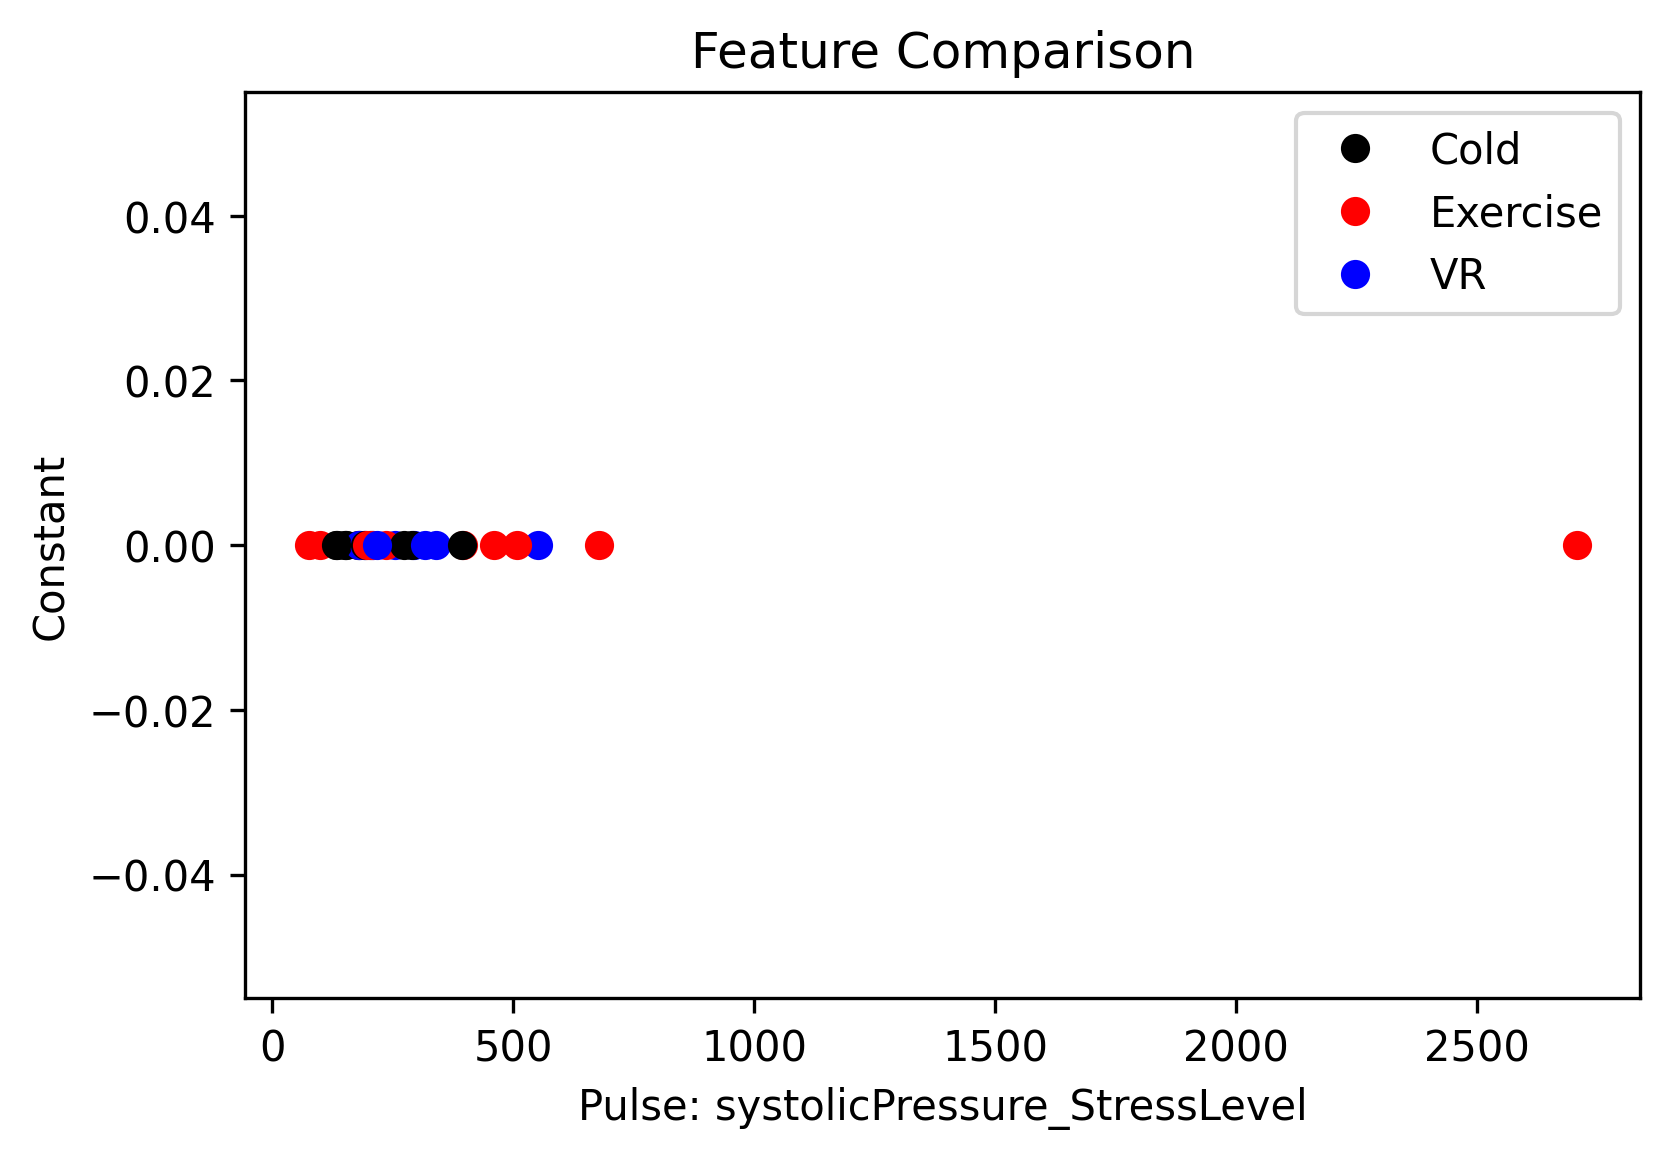 Feature Comparison
Cold
Exercise
VR
0.04
0.02
0.00
−0.02
−0.04
Constant
0 500 1000 1500 2000 2500
Pulse: systolicPressure_StressLevel